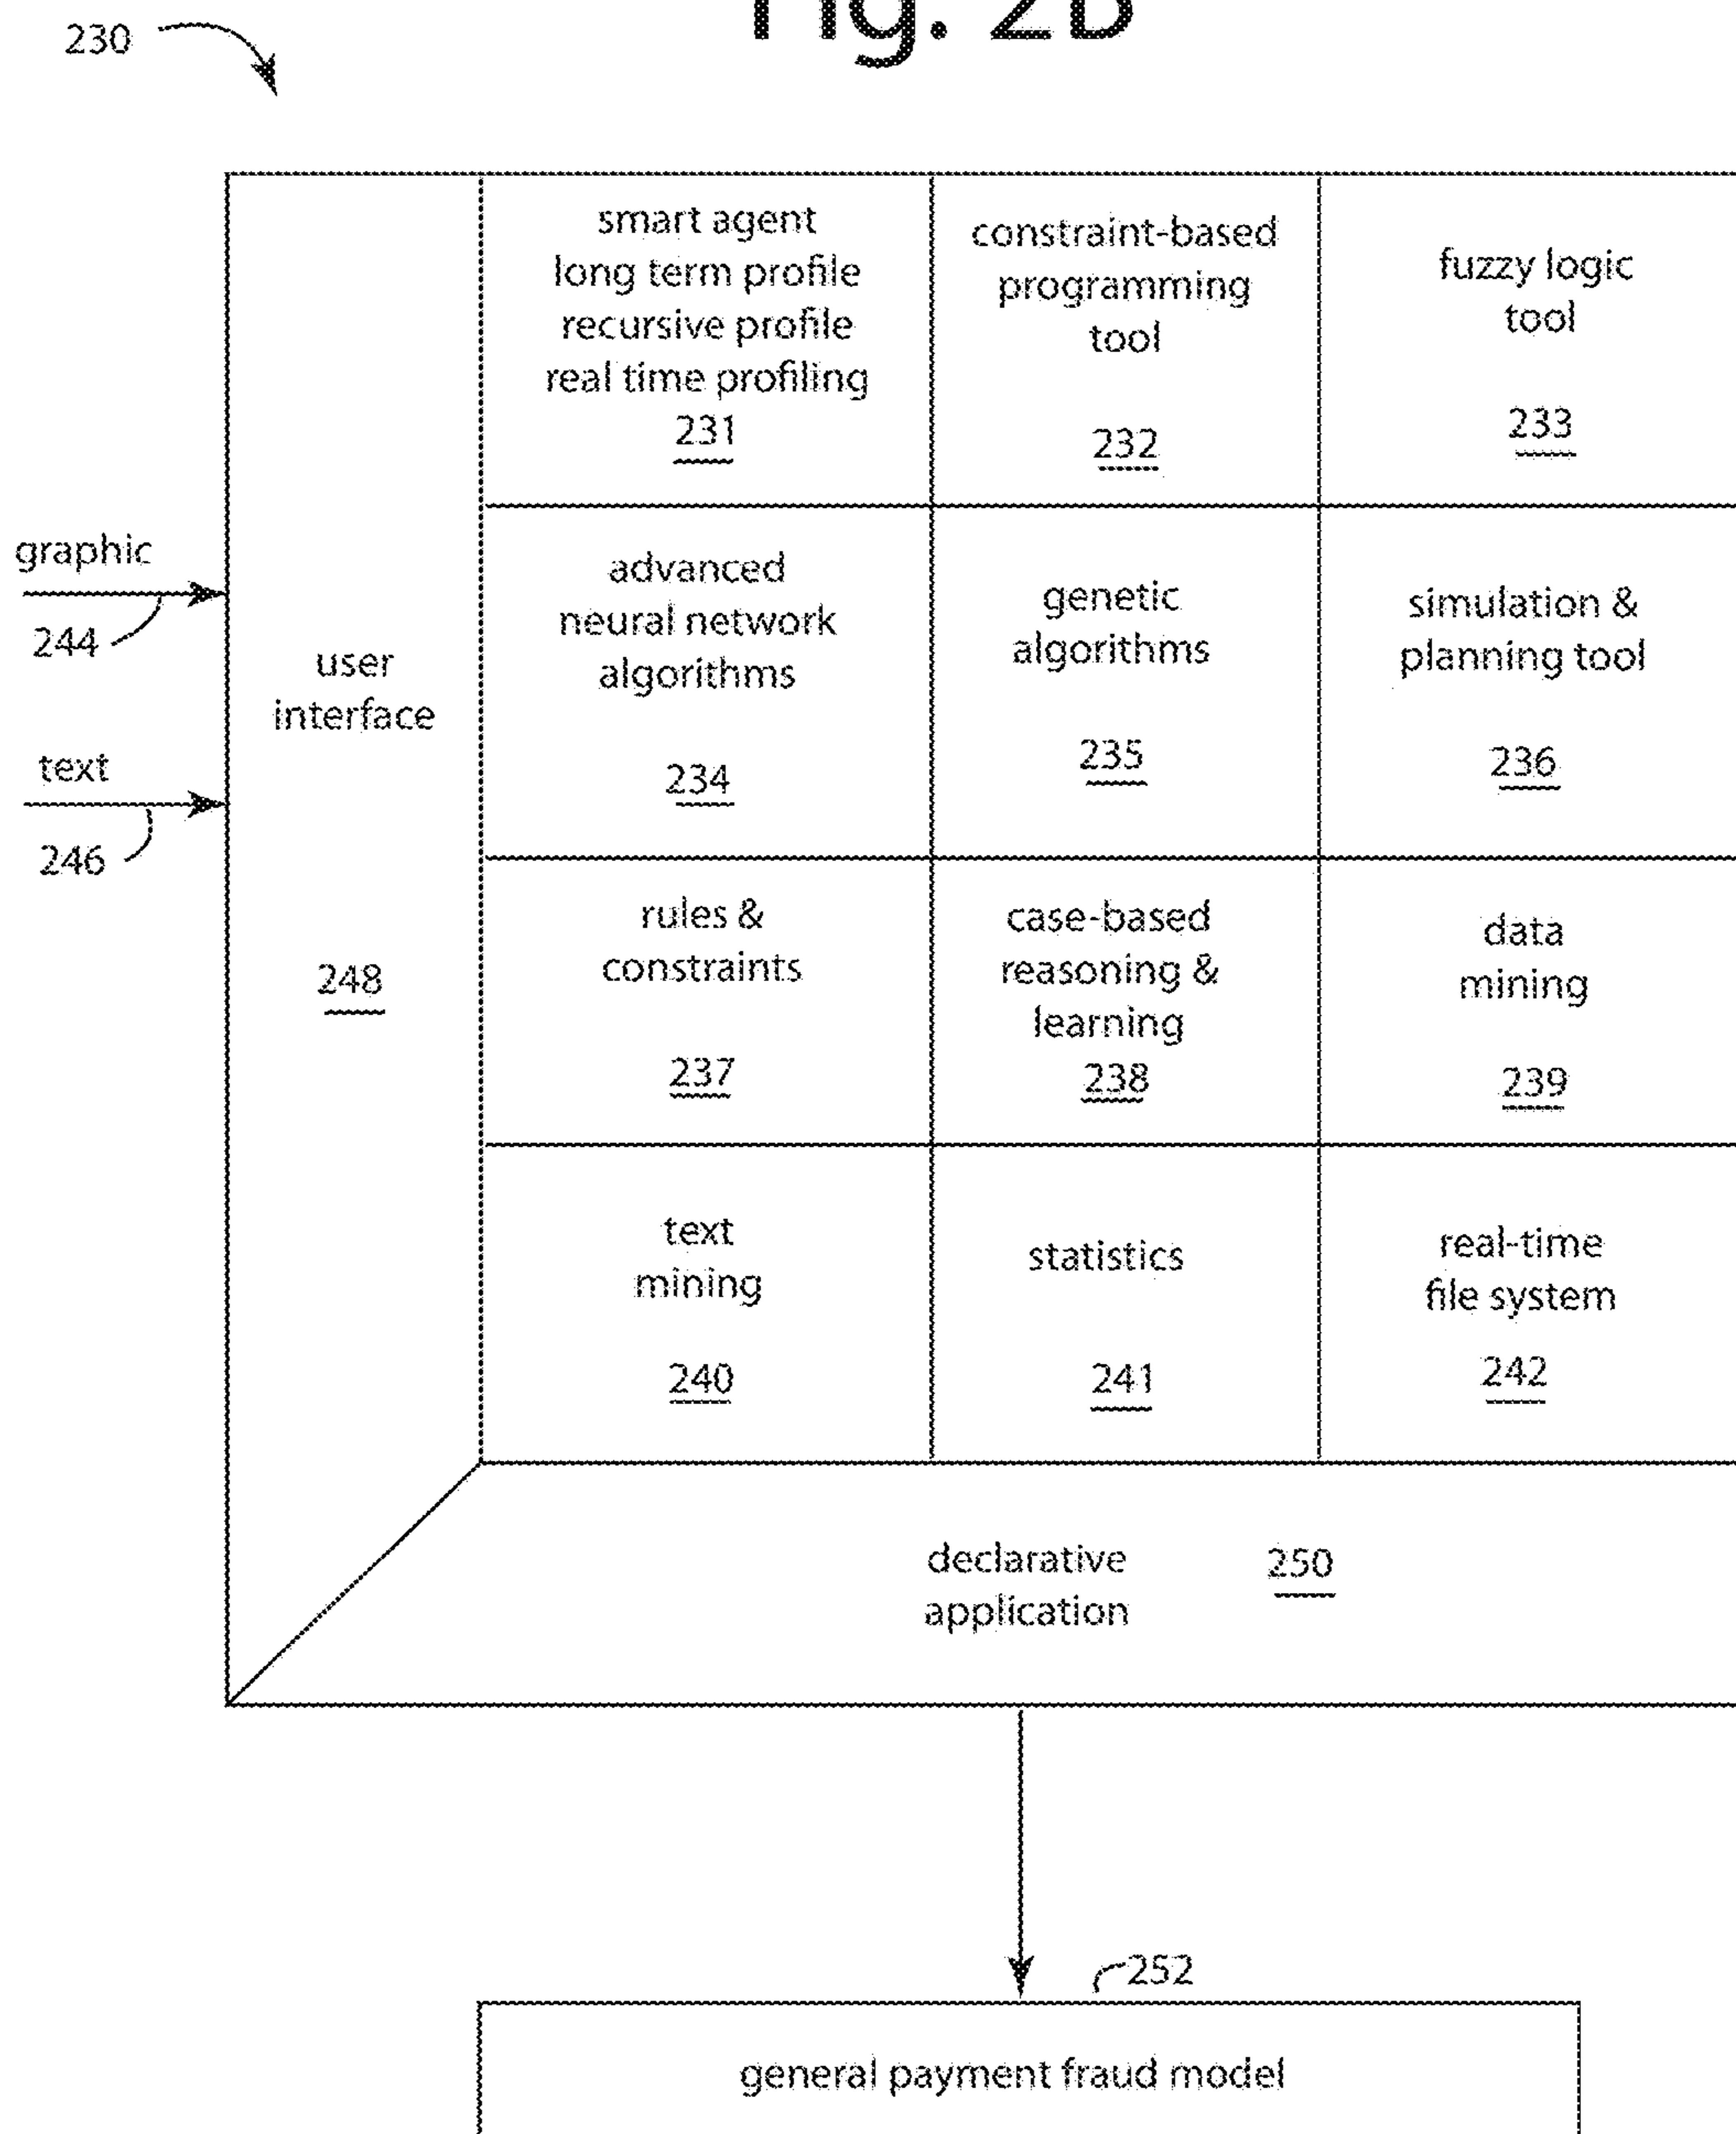 Fig. 2B
230
smart agent
long term profile
recursive profile
real time profiling
231
constraint-based
programming
tool
232
fuzzy logic
tool
233
graphic
244
text
246
user
interface
248
advanced
neural network
algorithms
234
genetic
algorithms
235
simulation &
planning tool
236
rules &
constraints
237
case-based
reasoning &
learning
238
data
mining
239
text
mining
240
statistics
241
real-time
file system
242
declarative
application
250
252
general payment fraud model